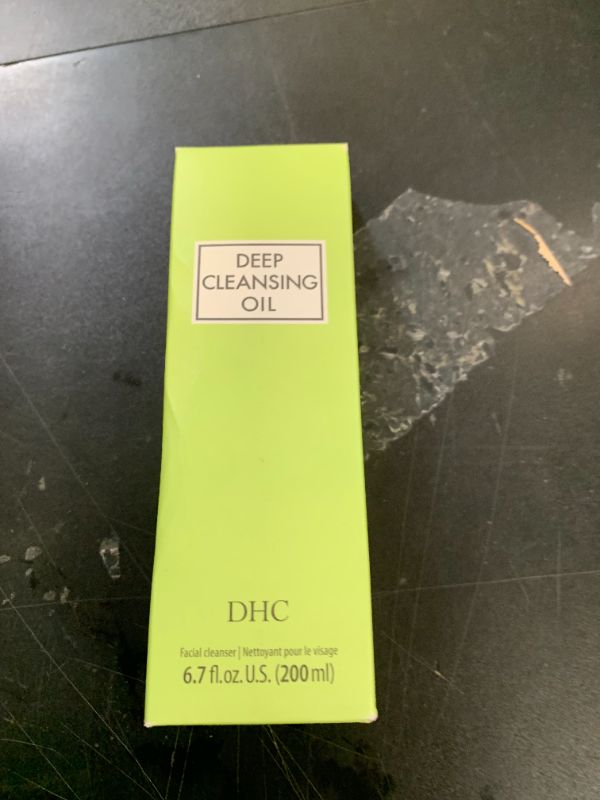 DEEP
CLEANSING
OIL
DHC
Facial cleanser | Nettoyant pour le visage
6.7 fl.oz. U.S. (200 ml)